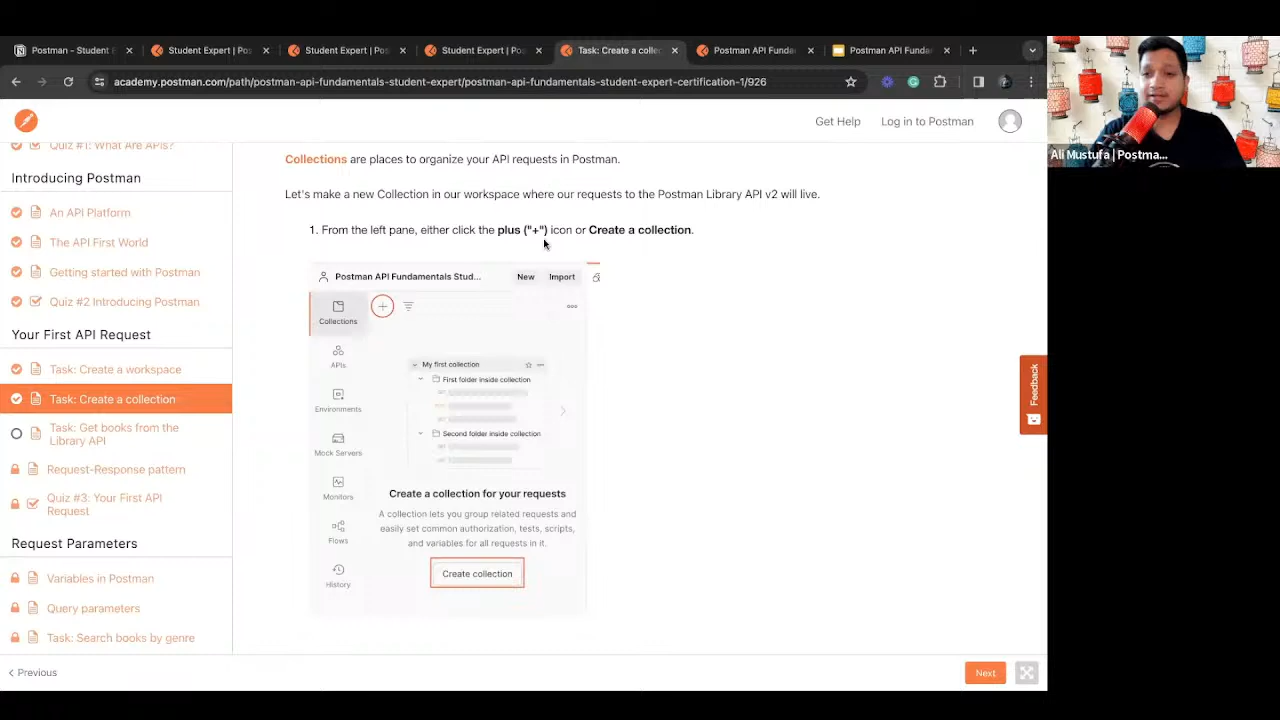 Postman - Student E
Student Expert | Pos
Student Expert | Pos
Student Expert | Pos
Task: Create a collec
Postman API Fundam
Postman API Funda
academy.postman.com/path/postman-api-fundamentals-student-expert/postman-api-fundamentals-student-expert-certification-1/926
Ali Mustufa | Postma...
Get Help
Log in to Postman
Quiz #1: What Are APIs?
Introducing Postman
An API Platform
The API First World
Getting started with Postman
Quiz #2 Introducing Postman
Your First API Request
Task: Create a workspace
Task: Create a collection
Task: Get books from the
Library API
Request-Response pattern
Quiz #3: Your First API
Request
Request Parameters
Variables in Postman
Query parameters
Task: Search books by genre
Collections are places to organize your API requests in Postman.
Let's make a new Collection in our workspace where our requests to the Postman Library API v2 will live.
1. From the left pane, either click the plus ("+") icon or Create a collection.
Postman API Fundamentals Stud...
New
Import
Collections
APIs
Environments
Mock Servers
Monitors
Flows
History
My first collection
First folder inside collection
Second folder inside collection
Create a collection for your requests
A collection lets you group related requests and
easily set common authorization, tests, scripts,
and variables for all requests in it.
Create collection
Feedback
< Previous
Next